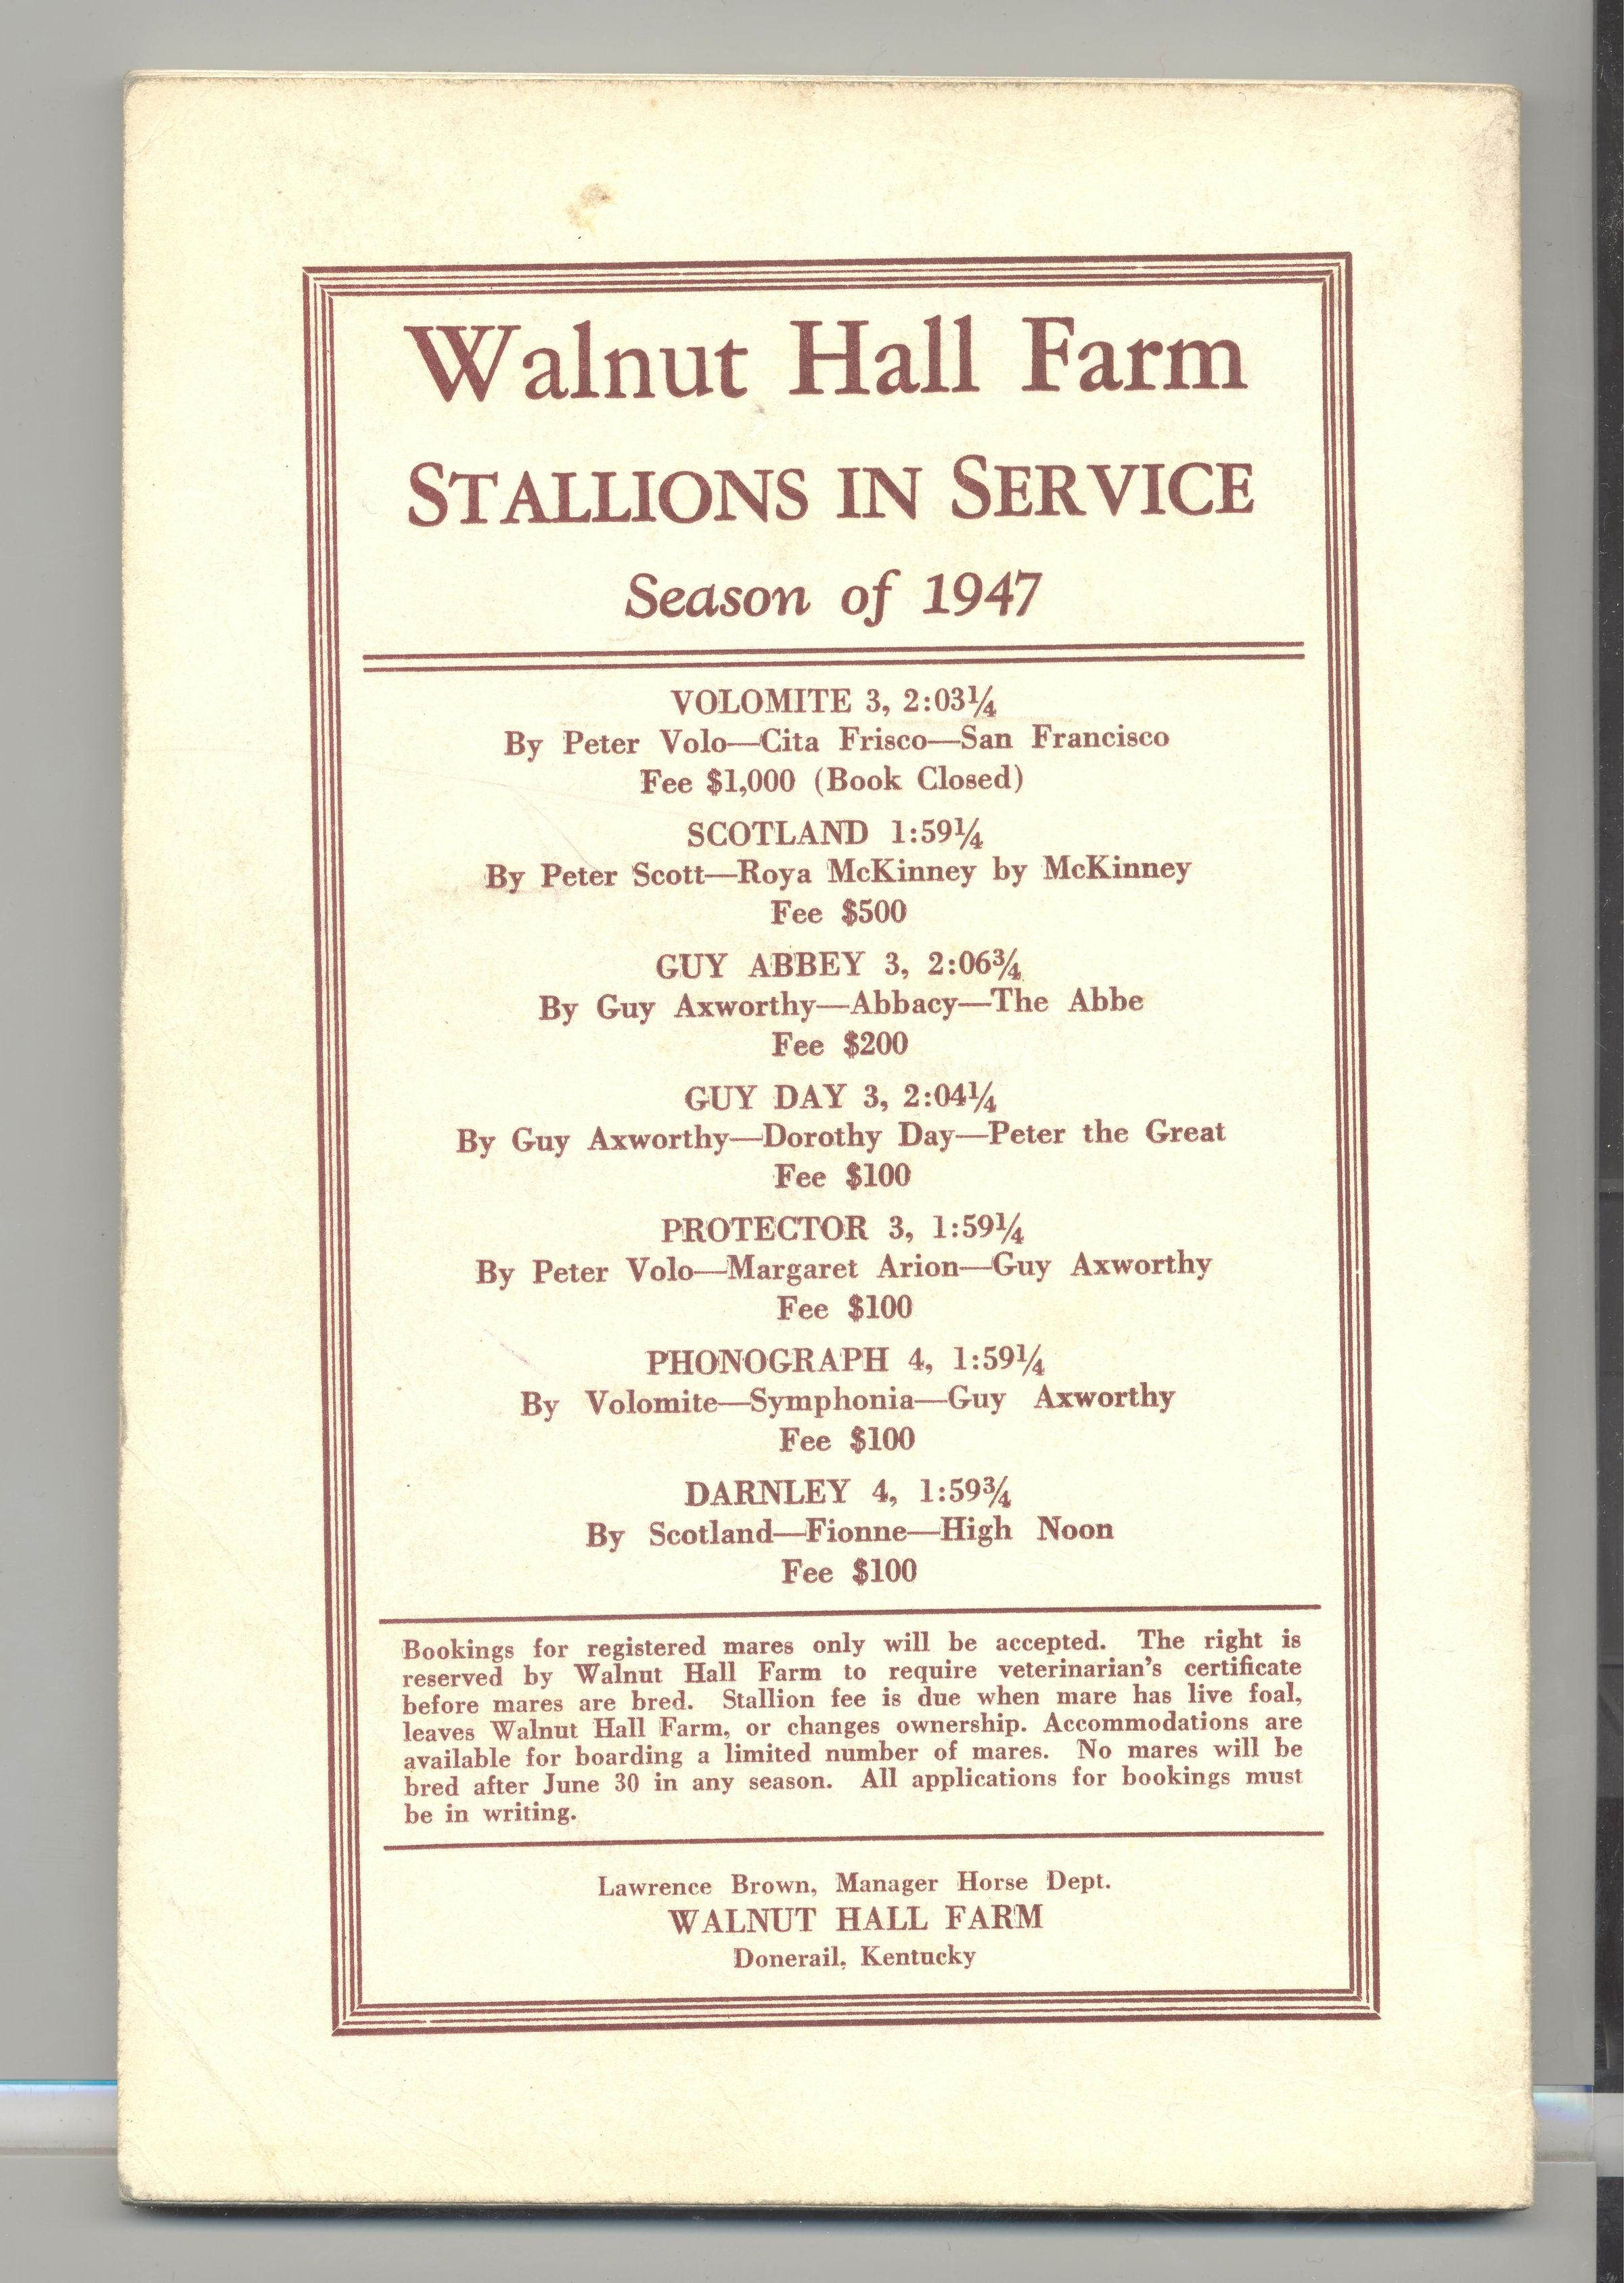 Walnut Hall Farm
STALLIONS IN SERVICE
Season of 1947
VOLOMITE 3, 2:03¼
By Peter Volo—Cita Frisco—San Francisco
Fee $1,000 (Book Closed)
SCOTLAND 1:59¼
By Peter Scott—Roya McKinney by McKinney
Fee $500
GUY ABBEY 3, 2:06¾
By Guy Axworthy—Abbacy—The Abbe
Fee $200
GUY DAY 3, 2:04¼
By Guy Axworthy—Dorothy Day—Peter the Great
Fee $100
PROTECTOR 3, 1:59¼
By Peter Volo—Margaret Arion—Guy Axworthy
Fee $100
PHONOGRAPH 4, 1:59¼
By Volomite—Symphonia—Guy Axworthy
Fee $100
DARNLEY 4, 1:59¾
By Scotland—Fionne—High Noon
Fee $100
Bookings for registered mares only will be accepted. The right is
reserved by Walnut Hall Farm to require veterinarian's certificate
before mares are bred. Stallion fee is due when mare has live foal,
leaves Walnut Hall Farm, or changes ownership. Accommodations are
available for boarding a limited number of mares. No mares will be
bred after June 30 in any season. All applications for bookings must
be in writing.
Lawrence Brown, Manager Horse Dept.
WALNUT HALL FARM
Donerail, Kentucky